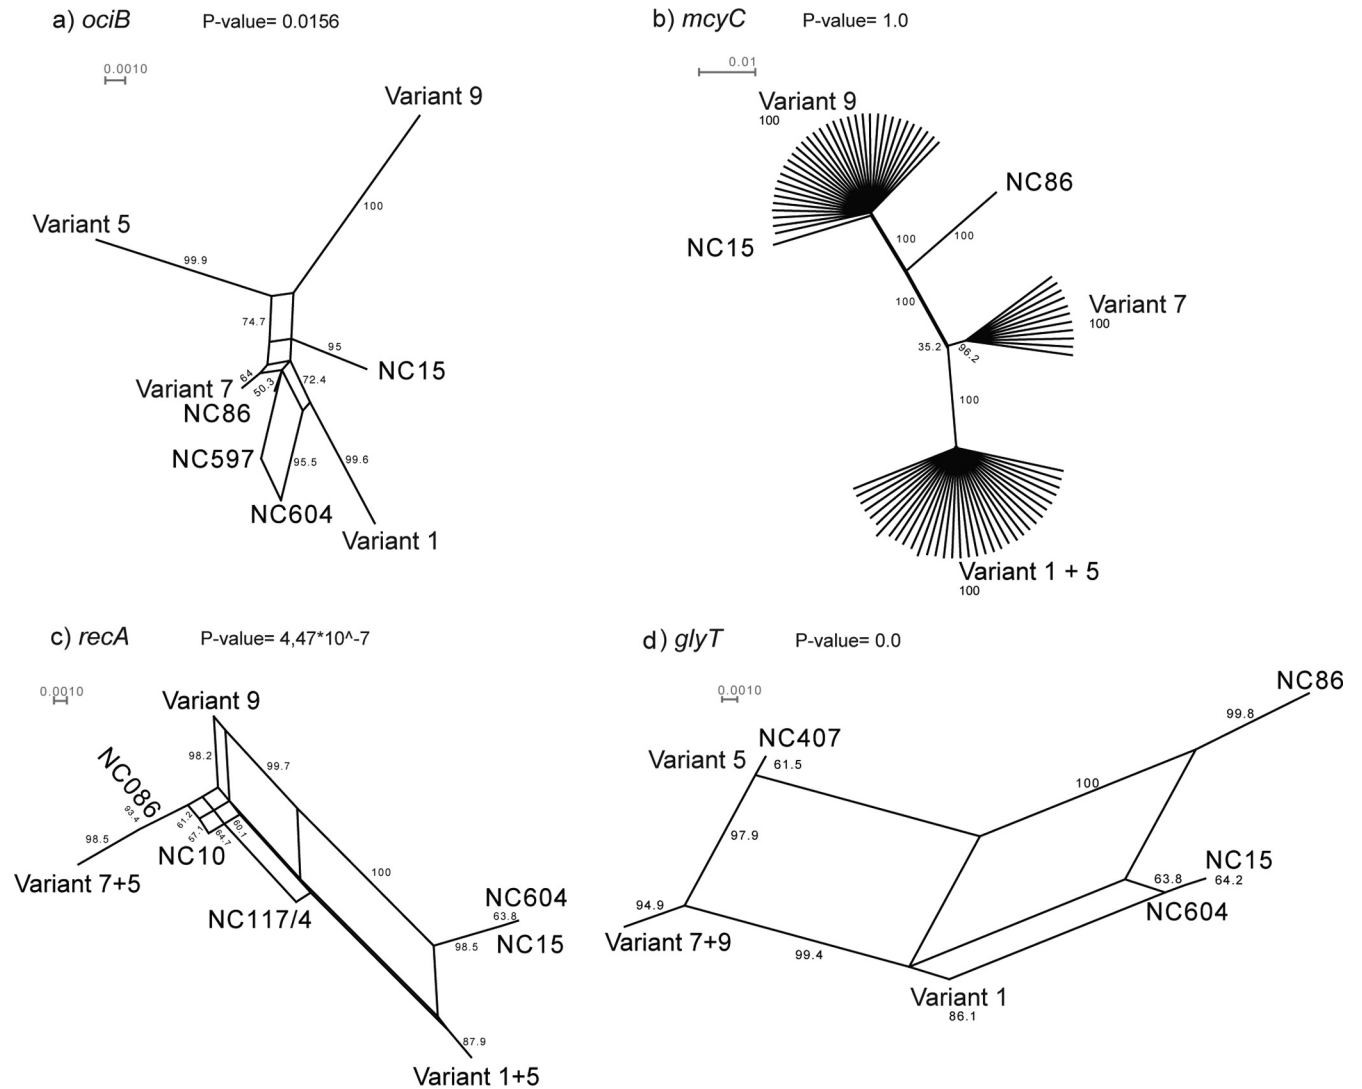 a) ociB P-value= 0.0156
0.0010
Variant 9
100
Variant 5
99.9
74.7
95
NC15
64
Variant 7
50.3
72.4
NC86
NC597
95.5
99.6
NC604
Variant 1
b) mcyC P-value= 1.0
0.01
Variant 9
100
NC86
NC15
100
100
100
Variant 7
100
35.2
96.2
100
Variant 1 + 5
100
c) recA P-value= 4,47*10^-7
0.0010
Variant 9
98.2
99.7
NC086
93.4
98.5
61.2
57.1
64.7
60.1
NC10
Variant 7+5
100
NC117/4
NC604
63.8
98.5
NC15
87.9
Variant 1+5
d) glyT P-value= 0.0
0.0010
NC86
99.8
NC407
Variant 5
61.5
100
97.9
NC15
63.8
64.2
94.9
NC604
Variant 7+9
99.4
Variant 1
86.1